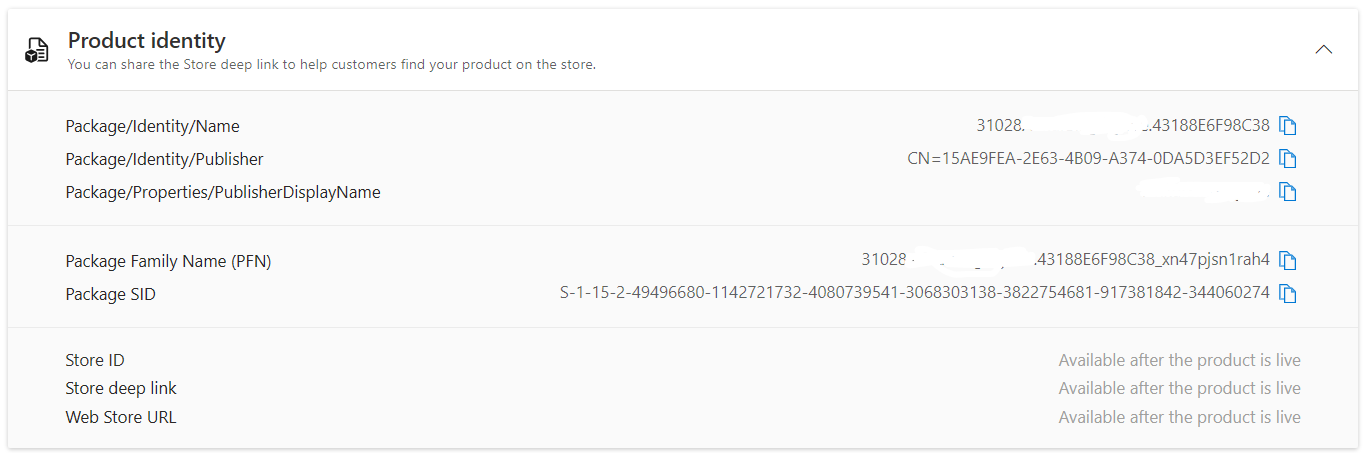 Product identity
You can share the Store deep link to help customers find your product on the store.
Package/Identity/Name 31028 .43188E6F98C38
Package/Identity/Publisher CN=15AE9FEA-2E63-4B09-A374-0DA5D3EF52D2
Package/Properties/PublisherDisplayName
Package Family Name (PFN) 31028 .43188E6F98C38_xn47pjsn1rah4
Package SID S-1-15-2-49496680-1142721732-4080739541-3068303138-3822754681-917381842-344060274
Store ID Available after the product is live
Store deep link Available after the product is live
Web Store URL Available after the product is live